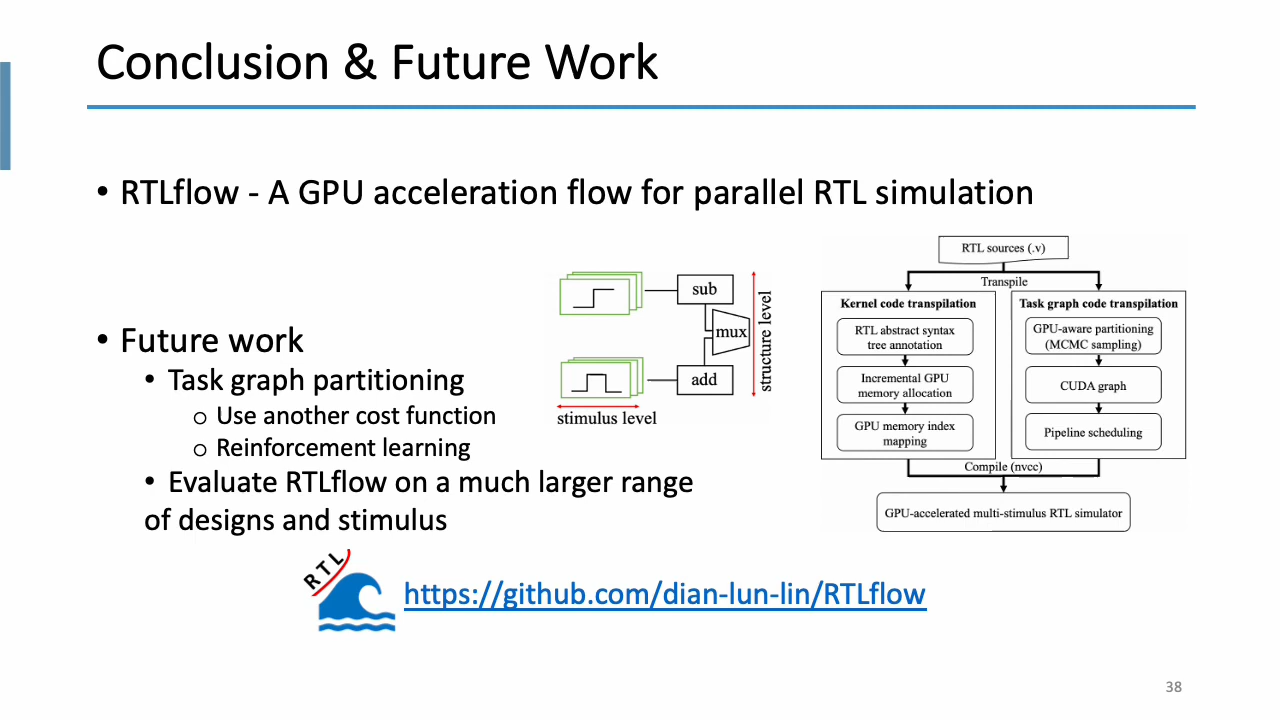 Conclusion & Future Work
• RTLflow - A GPU acceleration flow for parallel RTL simulation
• Future work
• Task graph partitioning
o Use another cost function
o Reinforcement learning
• Evaluate RTLflow on a much larger range
of designs and stimulus
sub
mux
add
structure level
stimulus level
RTL sources (.v)
Transpile
Kernel code transpilation
RTL abstract syntax
tree annotation
Incremental GPU
memory allocation
GPU memory index
mapping
Task graph code transpilation
GPU-aware partitioning
(MCMC sampling)
CUDA graph
Pipeline scheduling
Compile (nvcc)
GPU-accelerated multi-stimulus RTL simulator
RTL
https://github.com/dian-lun-lin/RTLflow
38